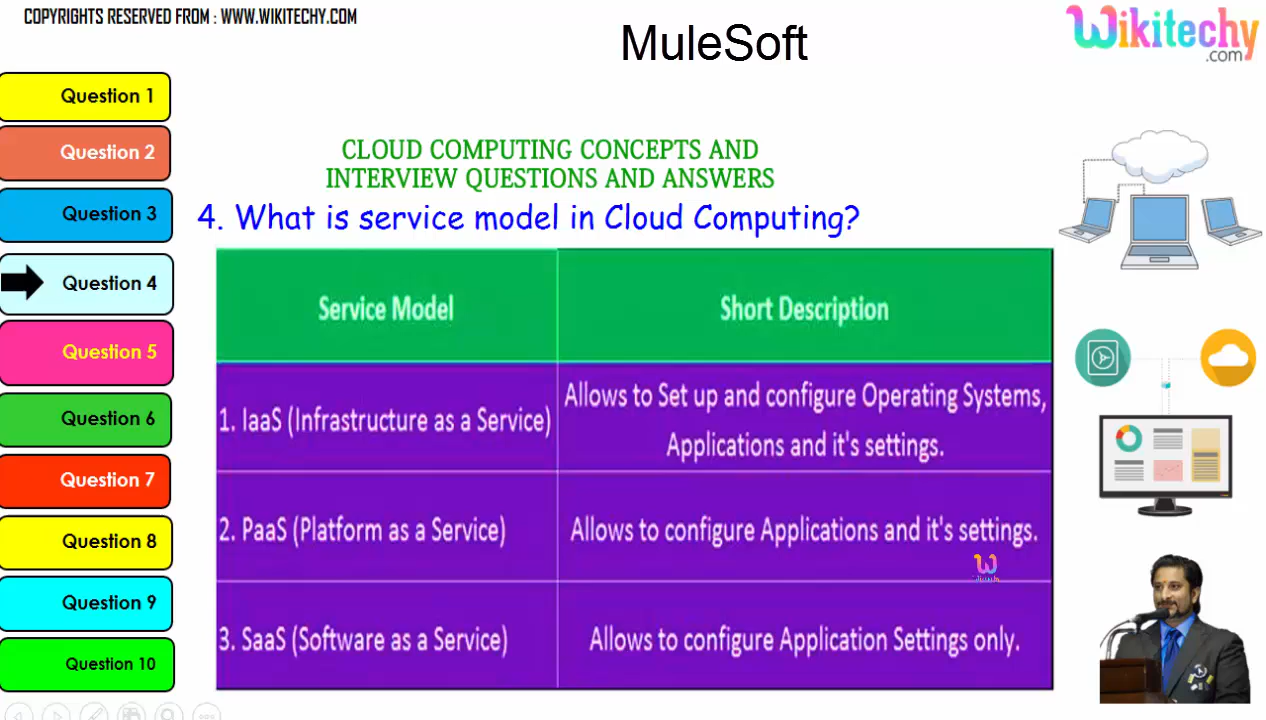 COPYRIGHTS RESERVED FROM : WWW.WIKITECHY.COM
MuleSoft
Wikitechy
.com
Question 1
Question 2
Question 3
Question 4
Question 5
Question 6
Question 7
Question 8
Question 9
Question 10
CLOUD COMPUTING CONCEPTS AND
INTERVIEW QUESTIONS AND ANSWERS
4. What is service model in Cloud Computing?
Service Model
Short Description
1. IaaS (Infrastructure as a Service)
Allows to Set up and configure Operating Systems,
Applications and it's settings.
2. PaaS (Platform as a Service)
Allows to configure Applications and it's settings.
3. SaaS (Software as a Service)
Allows to configure Application Settings only.